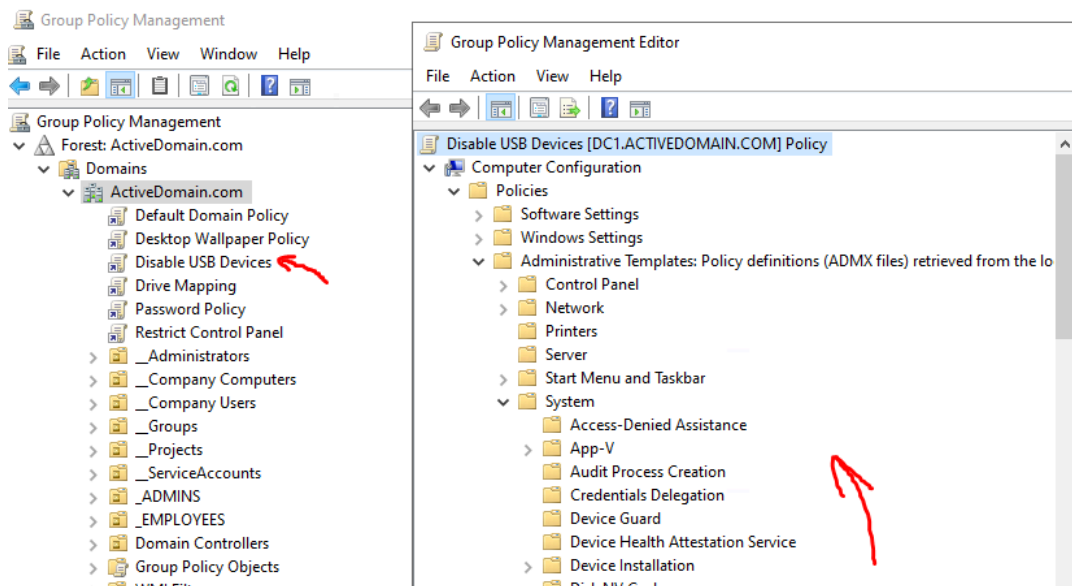 Group Policy Management
File Action View Window Help
Group Policy Management
Forest: ActiveDomain.com
Domains
ActiveDomain.com
Default Domain Policy
Desktop Wallpaper Policy
Disable USB Devices
Drive Mapping
Password Policy
Restrict Control Panel
__Administrators
__Company Computers
__Company Users
__Groups
__Projects
__ServiceAccounts
_ADMINS
_EMPLOYEES
Domain Controllers
Group Policy Objects
Group Policy Management Editor
File Action View Help
Disable USB Devices [DC1.ACTIVEDOMAIN.COM] Policy
Computer Configuration
Policies
Software Settings
Windows Settings
Administrative Templates: Policy definitions (ADMX files) retrieved from the lo
Control Panel
Network
Printers
Server
Start Menu and Taskbar
System
Access-Denied Assistance
App-V
Audit Process Creation
Credentials Delegation
Device Guard
Device Health Attestation Service
Device Installation